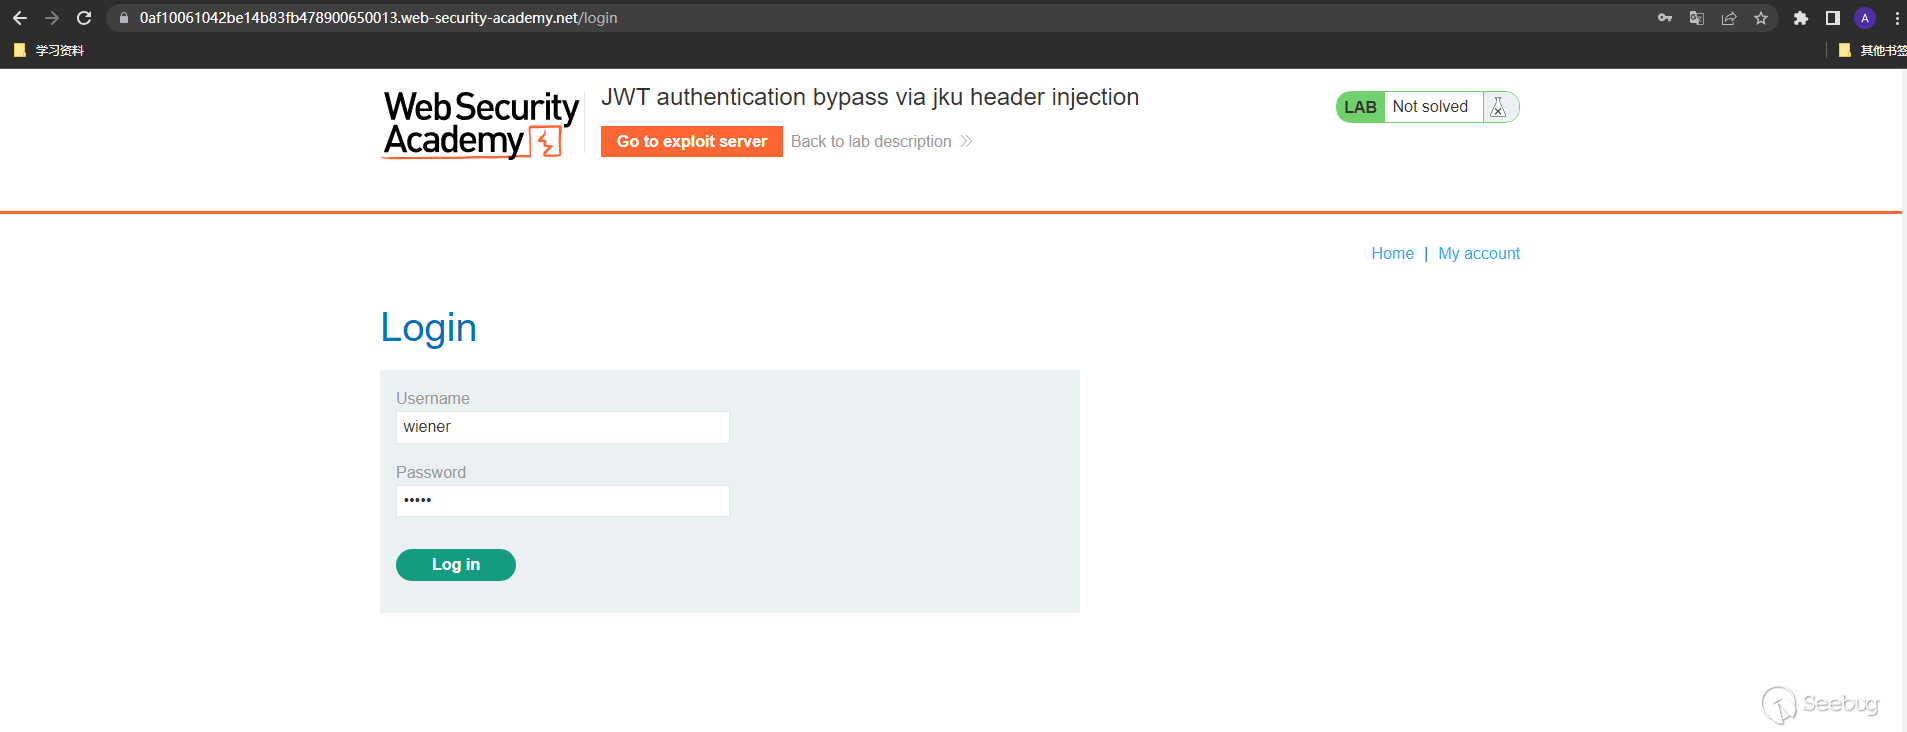 0af10061042be14b83fb478900650013.web-security-academy.net/login
A
学习资料
其他书签
Web Security
Academy
JWT authentication bypass via jku header injection
LAB Not solved
Go to exploit server Back to lab description
Home | My account
Login
Username
wiener
Password
•••••
Log in
Seebug